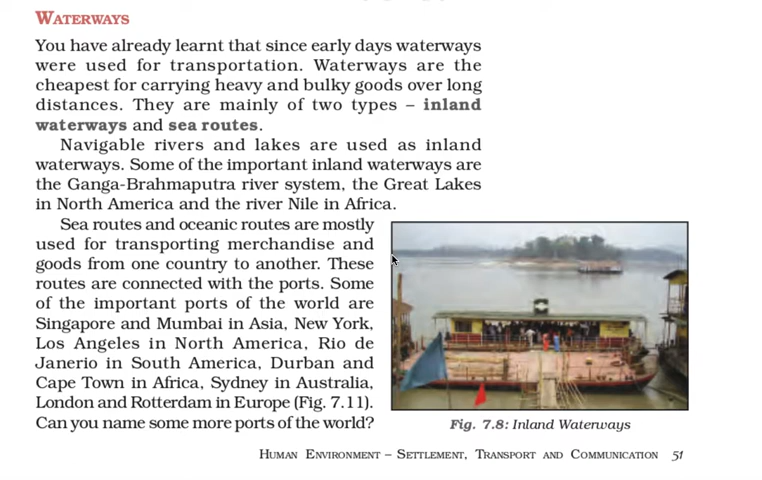 WATERWAYS
You have already learnt that since early days waterways
were used for transportation. Waterways are the
cheapest for carrying heavy and bulky goods over long
distances. They are mainly of two types – inland
waterways and sea routes.
Navigable rivers and lakes are used as inland
waterways. Some of the important inland waterways are
the Ganga-Brahmaputra river system, the Great Lakes
in North America and the river Nile in Africa.
Sea routes and oceanic routes are mostly
used for transporting merchandise and
goods from one country to another. These
routes are connected with the ports. Some
of the important ports of the world are
Singapore and Mumbai in Asia, New York,
Los Angeles in North America, Rio de
Janerio in South America, Durban and
Cape Town in Africa, Sydney in Australia,
London and Rotterdam in Europe (Fig. 7.11).
Can you name some more ports of the world?
Fig. 7.8: Inland Waterways
HUMAN ENVIRONMENT – SETTLEMENT, TRANSPORT AND COMMUNICATION 51